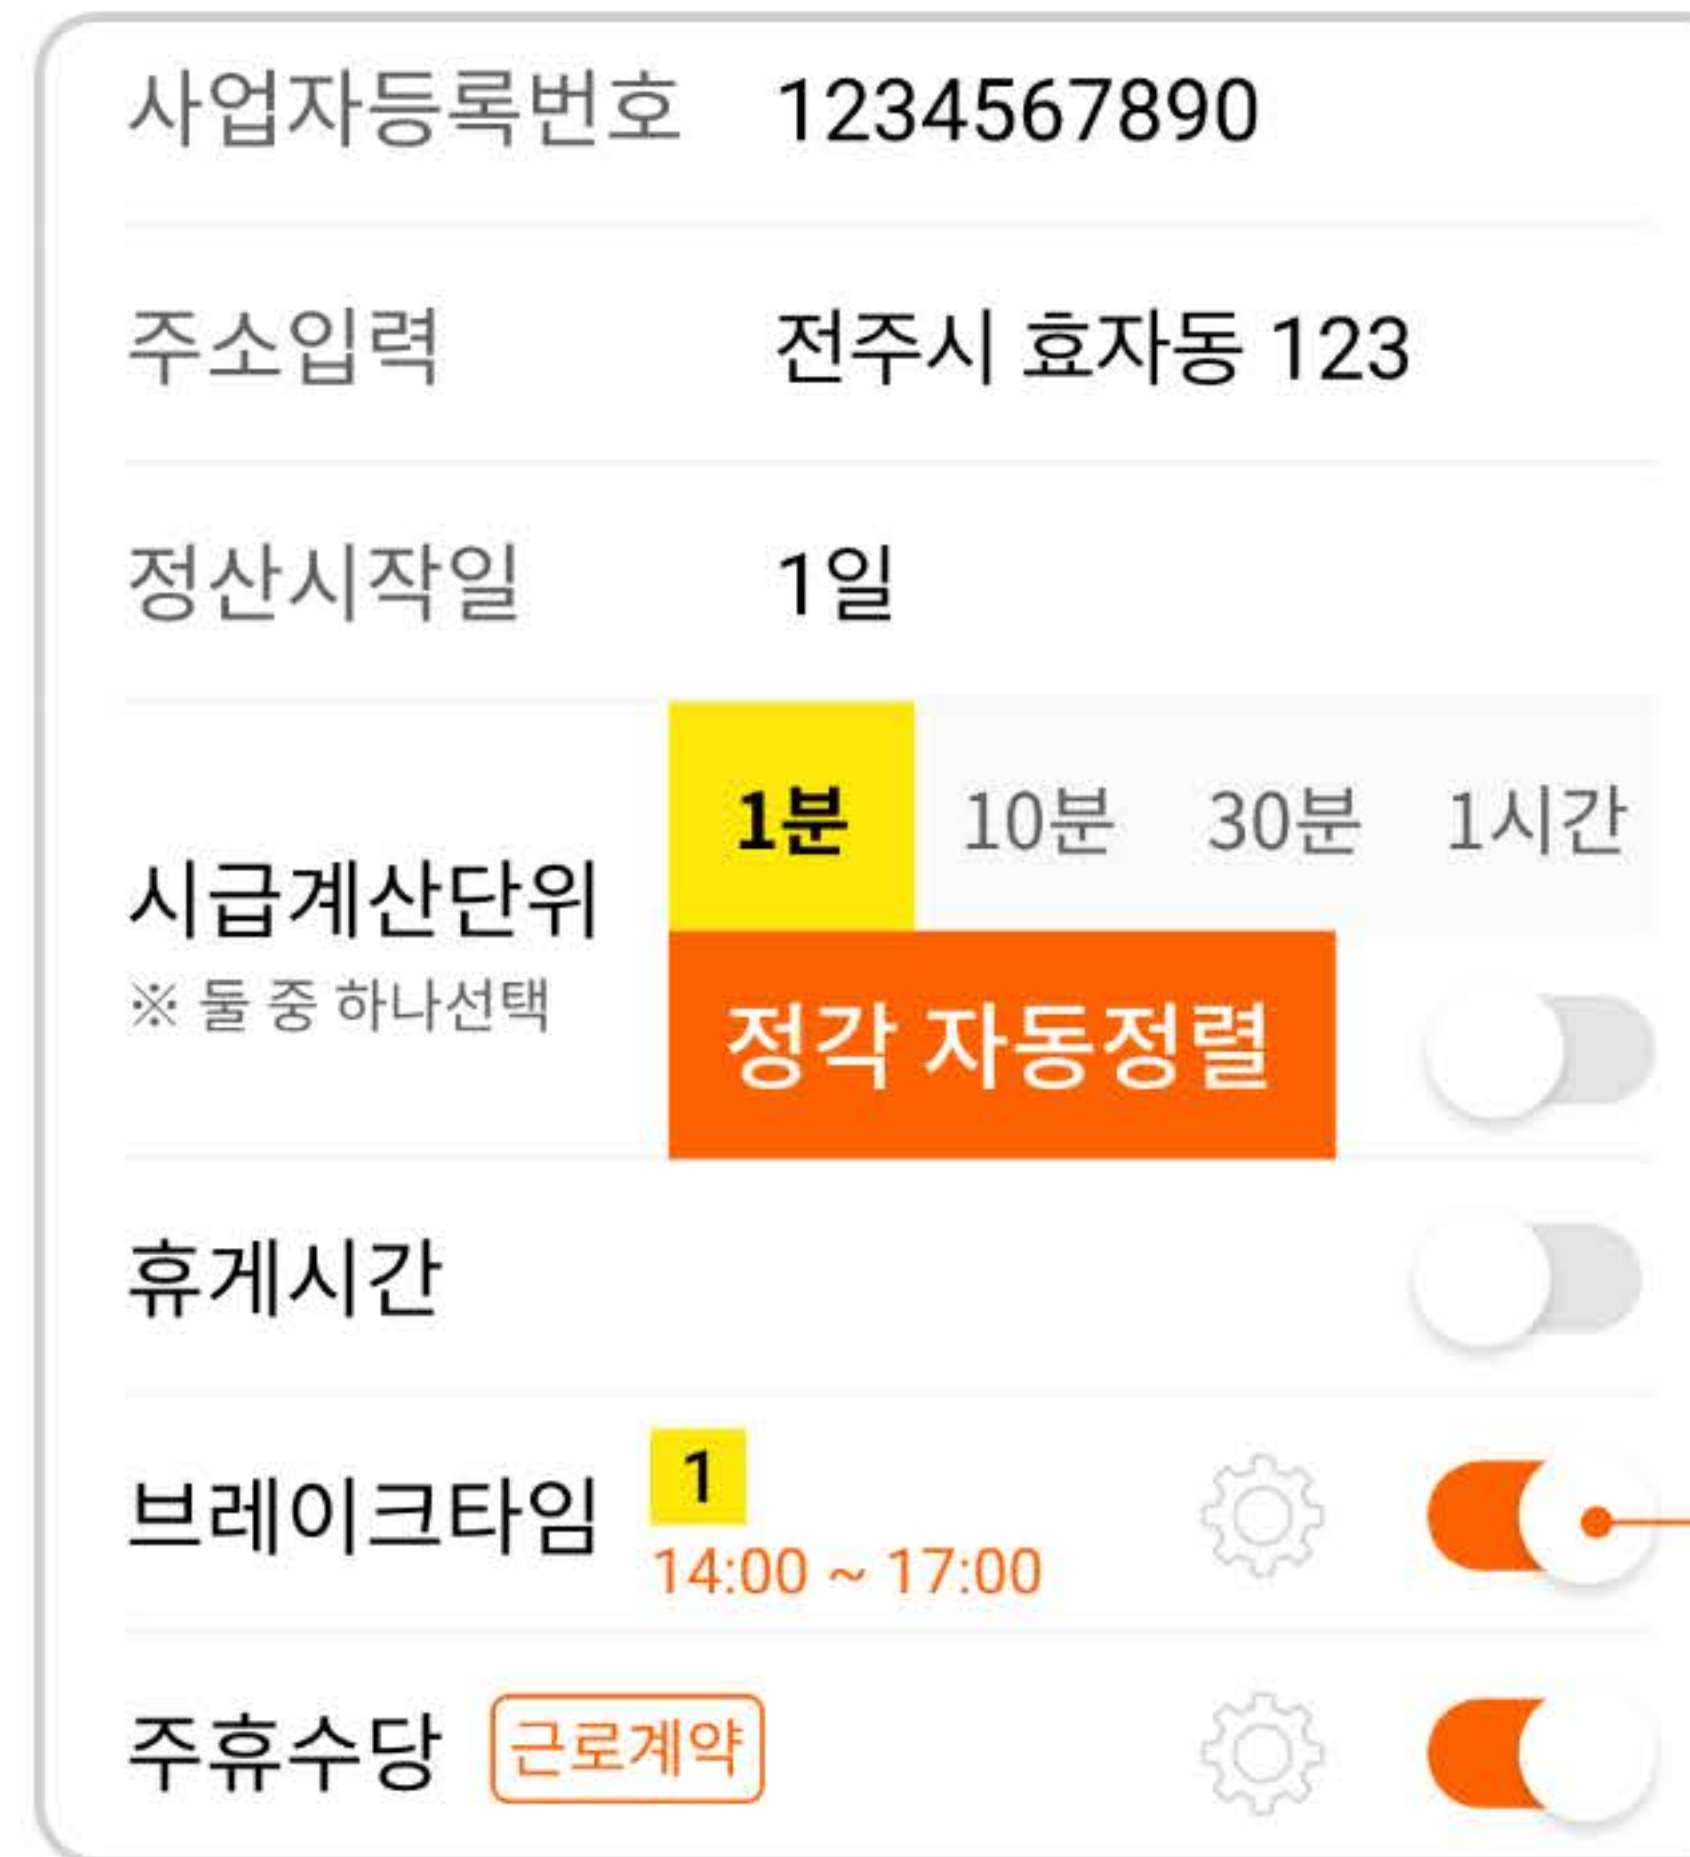 사업자등록번호 1234567890
주소입력 전주시 효자동 123
정산시작일 1일
1분 10분 30분 1시간
시급계산단위
※ 둘 중 하나선택
정각 자동정렬
휴게시간
브레이크타임 1
14:00 ~ 17:00
주휴수당 근로계약